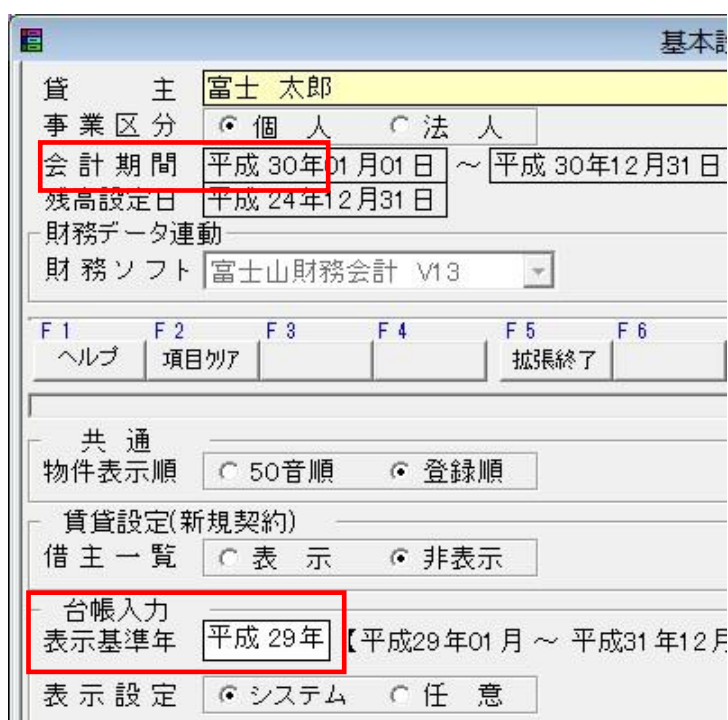 基本設
貸 主 富士 太郎
事業区分 個 人 法 人
会計期間 平成 30年01月01日 ～ 平成 30年12月31日
残高設定日 平成 24年12月31日
財務データ連動
財務ソフト 富士山財務会計 V13
F1 F2 F3 F4 F5 F6
ヘルプ 項目クリア 拡張終了
共 通
物件表示順 50音順 登録順
賃貸設定(新規契約)
借主一覧 表 示 非表示
台帳入力
表示基準年 平成 29年 【平成29年01月 ～ 平成31年12月
表示設定 システム 任 意